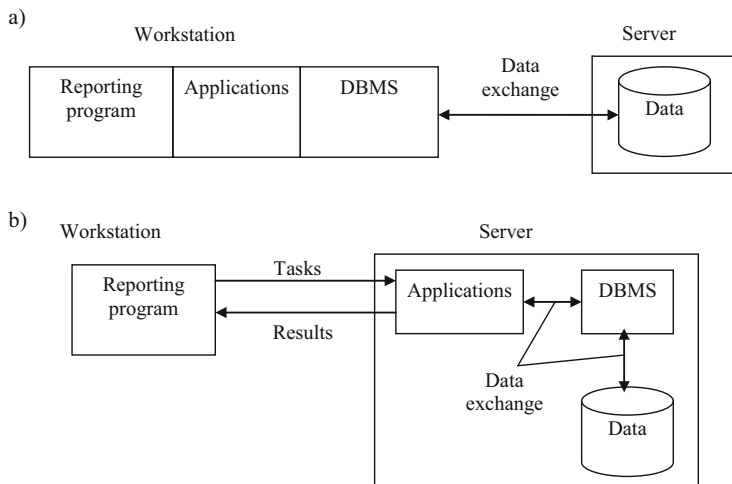 a)
Workstation
Server
Reporting
program
Applications
DBMS
Data
exchange
Data
b)
Workstation
Server
Reporting
program
Tasks
Results
Applications
DBMS
Data
exchange
Data